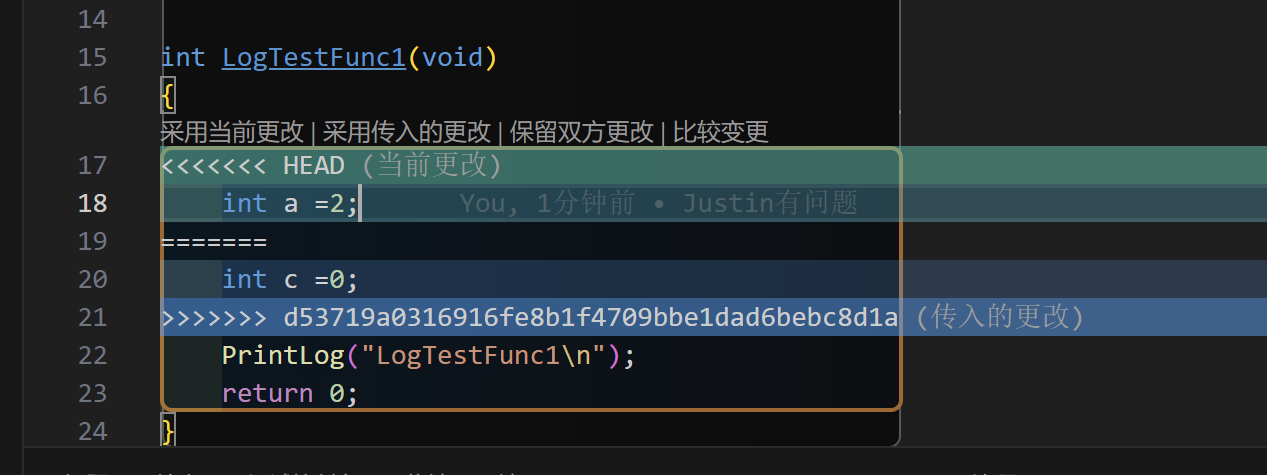 14
15 int LogTestFunc1(void)
16 {
采用当前更改 | 采用传入的更改 | 保留双方更改 | 比较变更
17 <<<<<<< HEAD (当前更改)
18 int a =2; You, 1分钟前 • Justin有问题
19 =======
20 int c =0;
21 >>>>>>> d53719a0316916fe8b1f4709bbe1dad6bebc8d1a (传入的更改)
22 PrintLog("LogTestFunc1\n");
23 return 0;
24 }